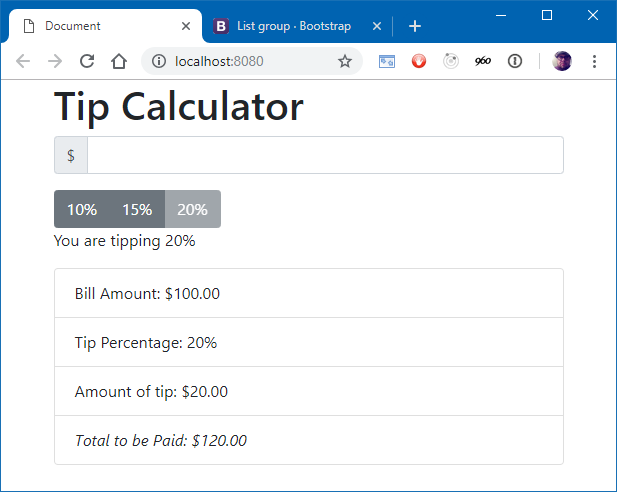 Document
List group · Bootstrap
localhost:8080
960
Tip Calculator
$
10% 15% 20%
You are tipping 20%
Bill Amount: $100.00
Tip Percentage: 20%
Amount of tip: $20.00
Total to be Paid: $120.00